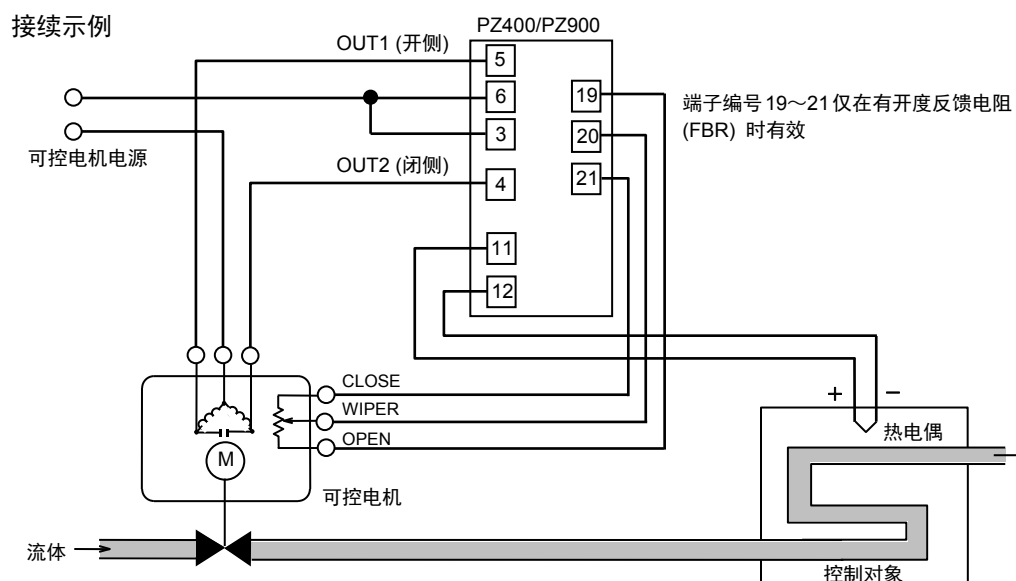 接续示例
PZ400/PZ900
OUT1 (开侧)
5
6
19
端子编号 19～21 仅在有开度反馈电阻
(FBR) 时有效
3
20
可控电机电源
OUT2 (闭侧)
4
21
11
12
CLOSE
+
−
WIPER
热电偶
OPEN
M
可控电机
流体
控制对象